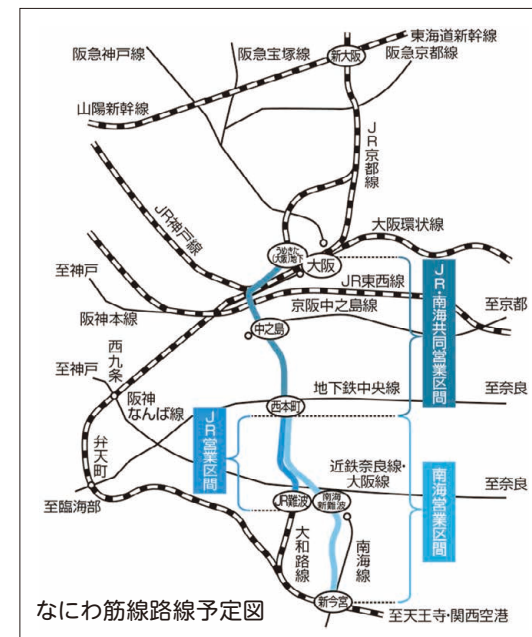 東海道新幹線
阪急神戸線
阪急宝塚線
阪急京都線
新大阪
山陽新幹線
JR京都線
JR神戸線
大阪環状線
うめきた
(大阪)地下
大阪
至神戸
JR東西線
阪神本線
京阪中之島線
中之島
至京都
JR・南海共同営業区間
西九条
至神戸
阪神
なんば線
地下鉄中央線
至奈良
西本町
弁天町
JR営業区間
近鉄奈良線・
大阪線
至奈良
南海営業区間
至臨海部
JR難波
南海
新難波
大和路線
南海線
新今宮
なにわ筋線路線予定図
至天王寺・関西空港